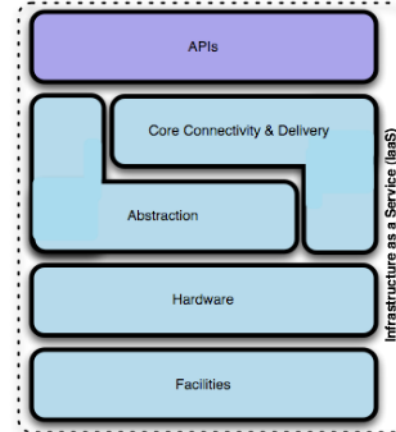 APIs
Core Connectivity & Delivery
Abstraction
Hardware
Facilities
Infrastructure as a Service (IaaS)